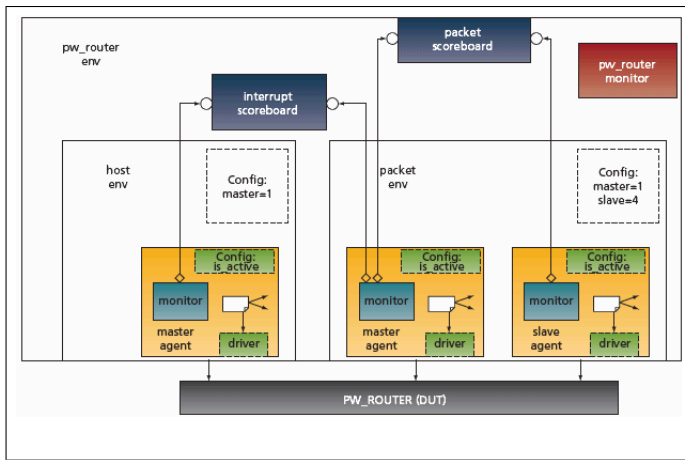 packet
scoreboard
pw_router
env
pw_router
monitor
interrupt
scoreboard
host
env
Config:
master=1
packet
env
Config:
master=1
slave=4
Config:
is_active
monitor
master
agent
driver
Config:
is_active
monitor
master
agent
driver
Config:
is_active
monitor
slave
agent
driver
PW_ROUTER (DUT)